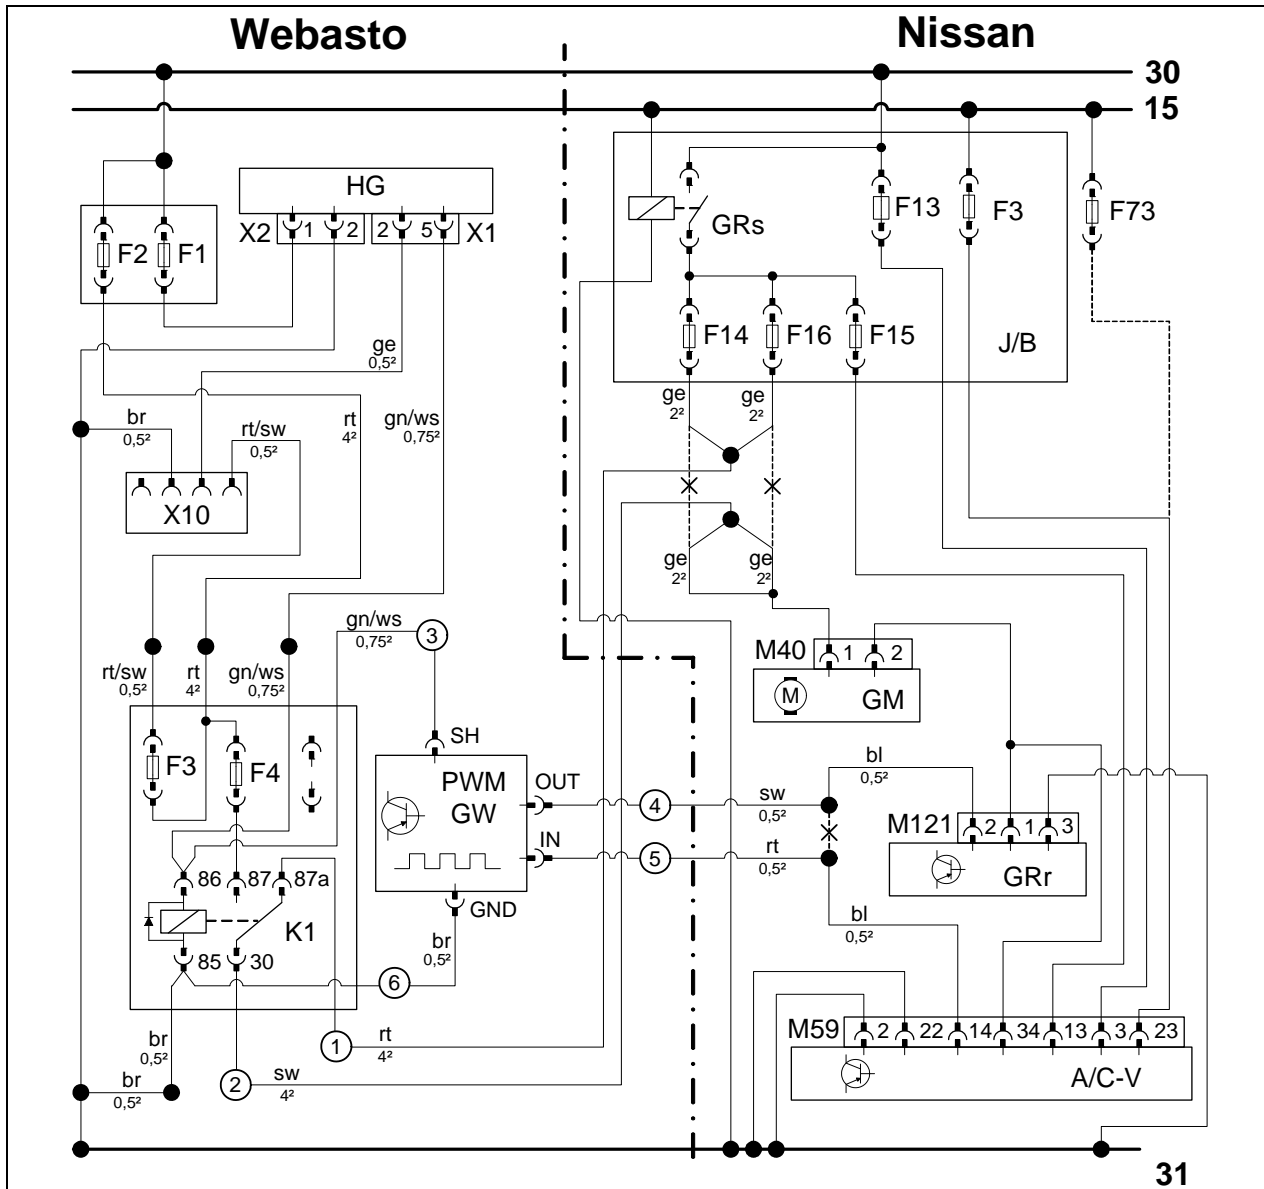 Webasto
Nissan
30
15
HG
X2
1
2
2
5
X1
F2
F1
GRs
F13
F3
F73
F14
F16
F15
J/B
ge
0,5²
br
0,5²
rt/sw
0,5²
rt
4²
gn/ws
0,75²
ge
2²
ge
2²
X10
ge
2²
ge
2²
gn/ws
0,75²
3
M40
1
2
rt/sw
0,5²
rt
4²
gn/ws
0,75²
M
GM
SH
F3
F4
PWM
GW
OUT
IN
4
sw
0,5²
bl
0,5²
5
rt
0,5²
M121
2
1
3
GRr
86
87
87a
K1
GND
85
30
br
0,5²
6
bl
0,5²
br
0,5²
1
rt
4²
M59
2
22
14
34
13
3
23
br
0,5²
2
sw
4²
A/C-V
31